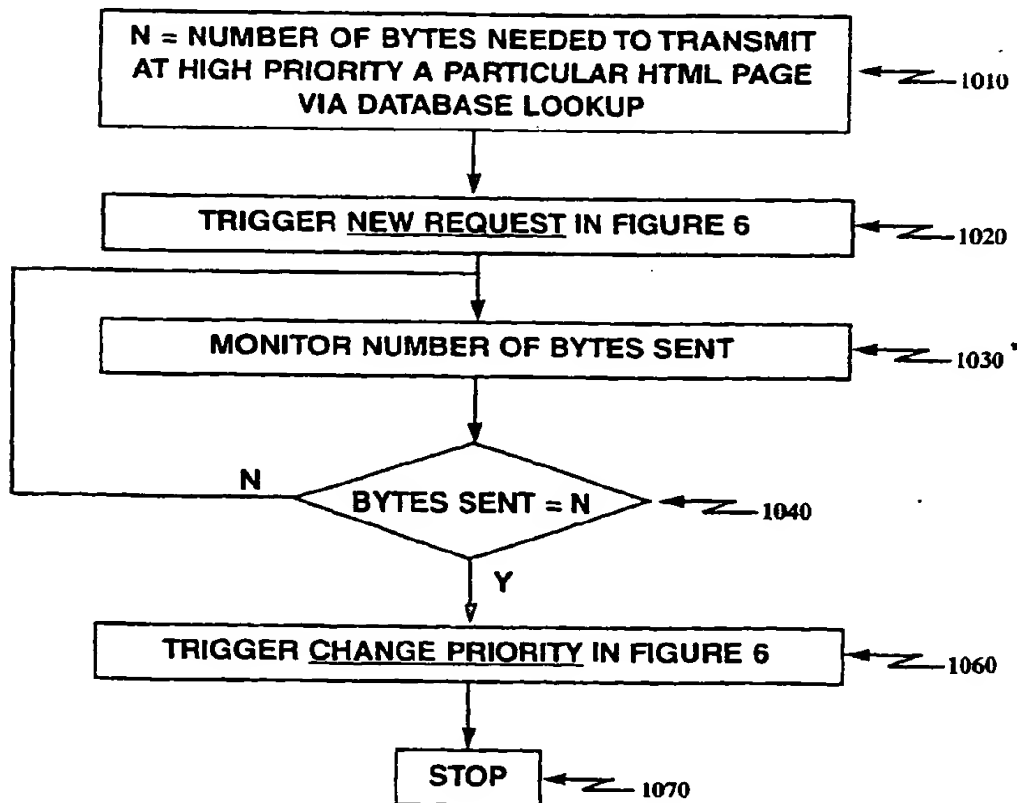 N = NUMBER OF BYTES NEEDED TO TRANSMIT
AT HIGH PRIORITY A PARTICULAR HTML PAGE
VIA DATABASE LOOKUP
1010
TRIGGER NEW REQUEST IN FIGURE 6
1020
MONITOR NUMBER OF BYTES SENT
1030
N
BYTES SENT = N
1040
Y
TRIGGER CHANGE PRIORITY IN FIGURE 6
1060
STOP
1070